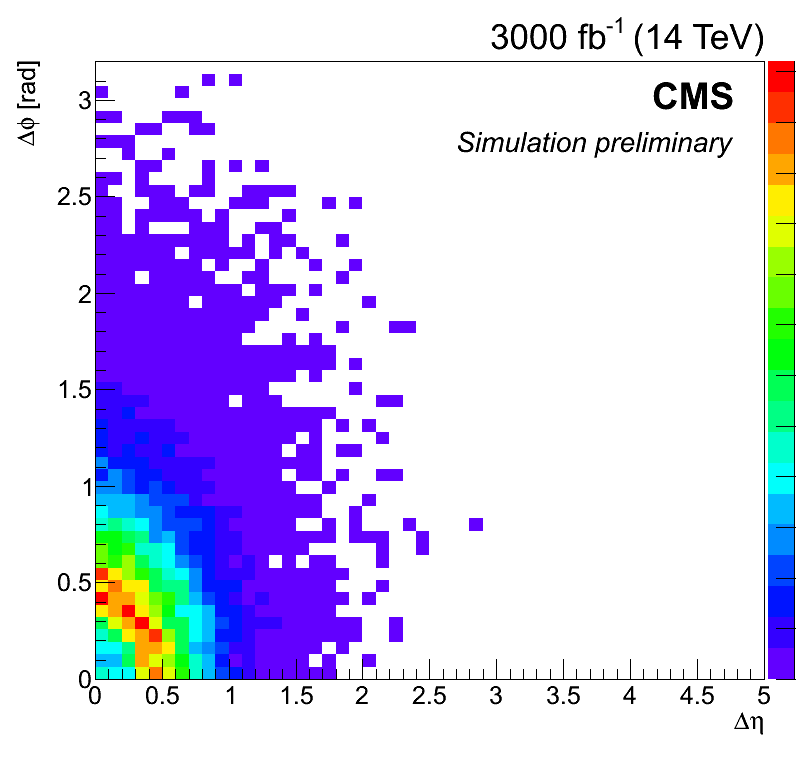 3000 fb⁻¹ (14 TeV)
CMS
Simulation preliminary
Δϕ [rad]
3
2.5
2
1.5
1
0.5
0
0 0.5 1 1.5 2 2.5 3 3.5 4 4.5 5
Δη